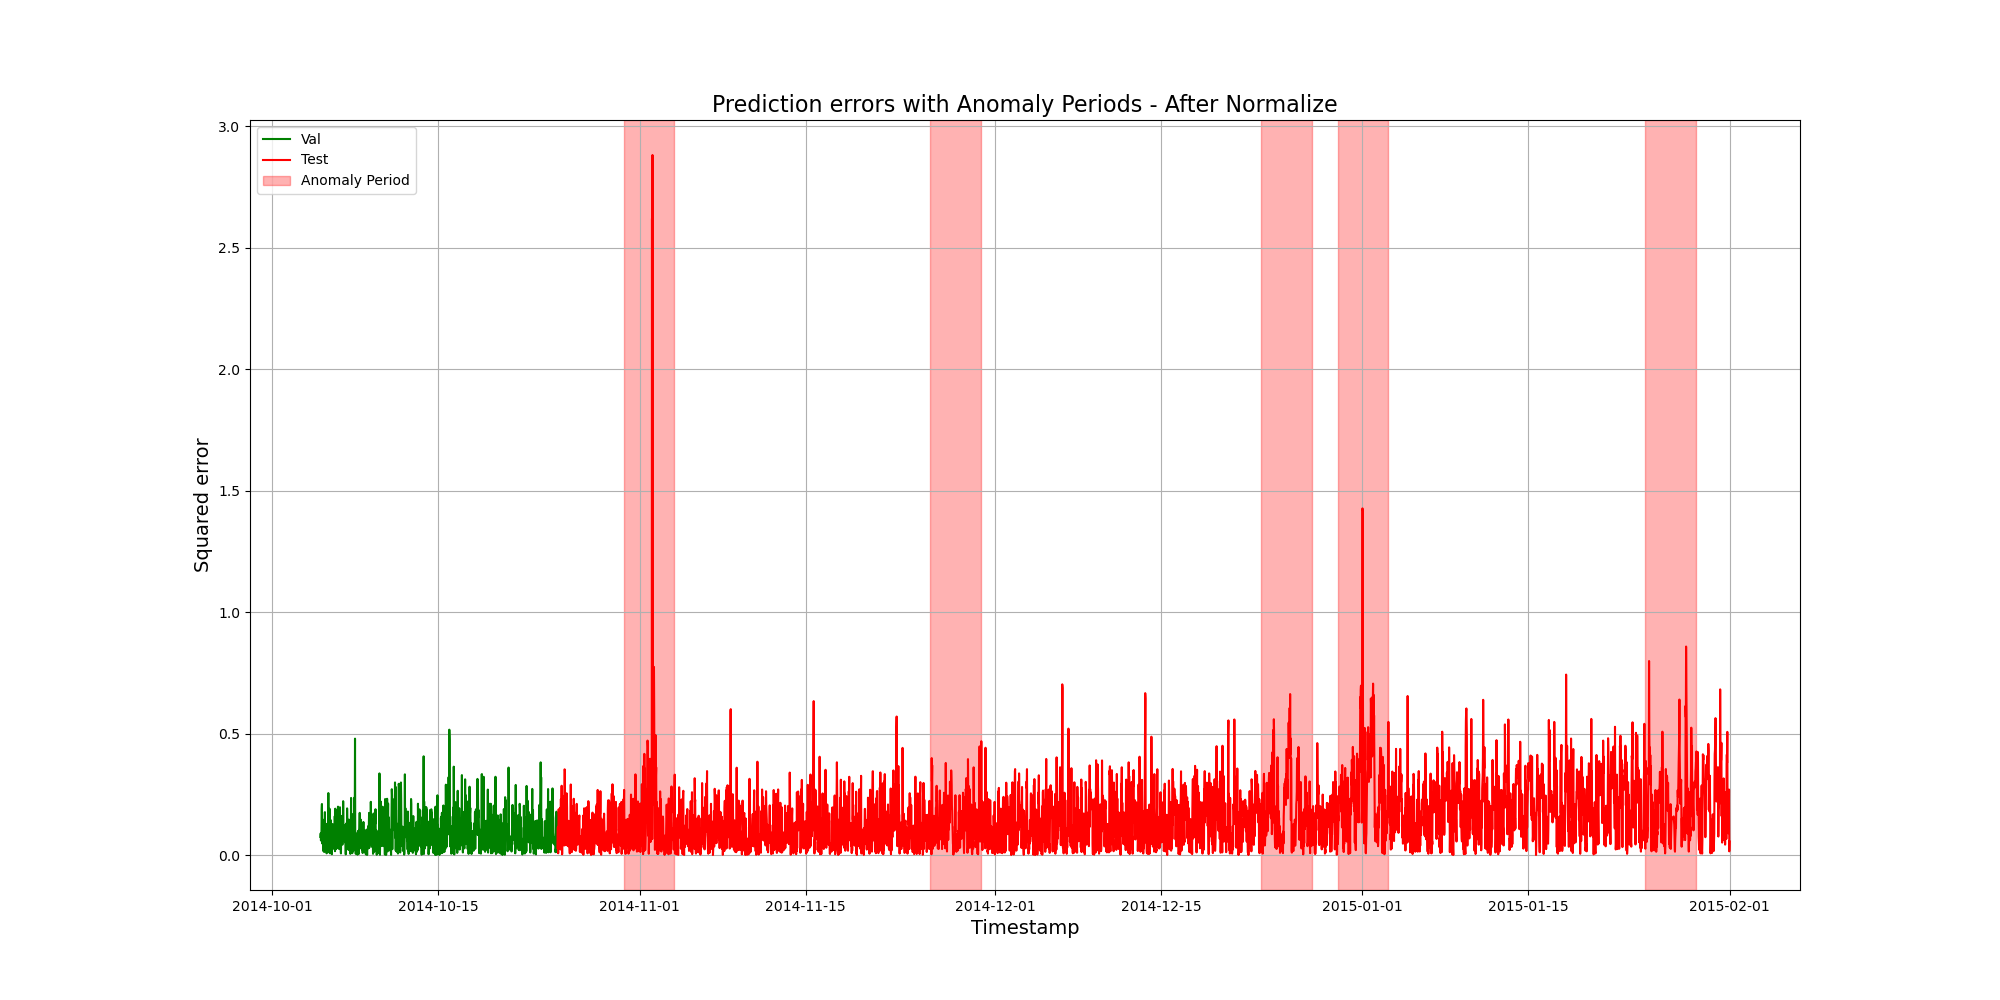 Prediction errors with Anomaly Periods - After Normalize
Val
Test
Anomaly Period
3.0
2.5
2.0
1.5
1.0
0.5
0.0
Squared error
2014-10-01 2014-10-15 2014-11-01 2014-11-15 2014-12-01 2014-12-15 2015-01-01 2015-01-15 2015-02-01
Timestamp